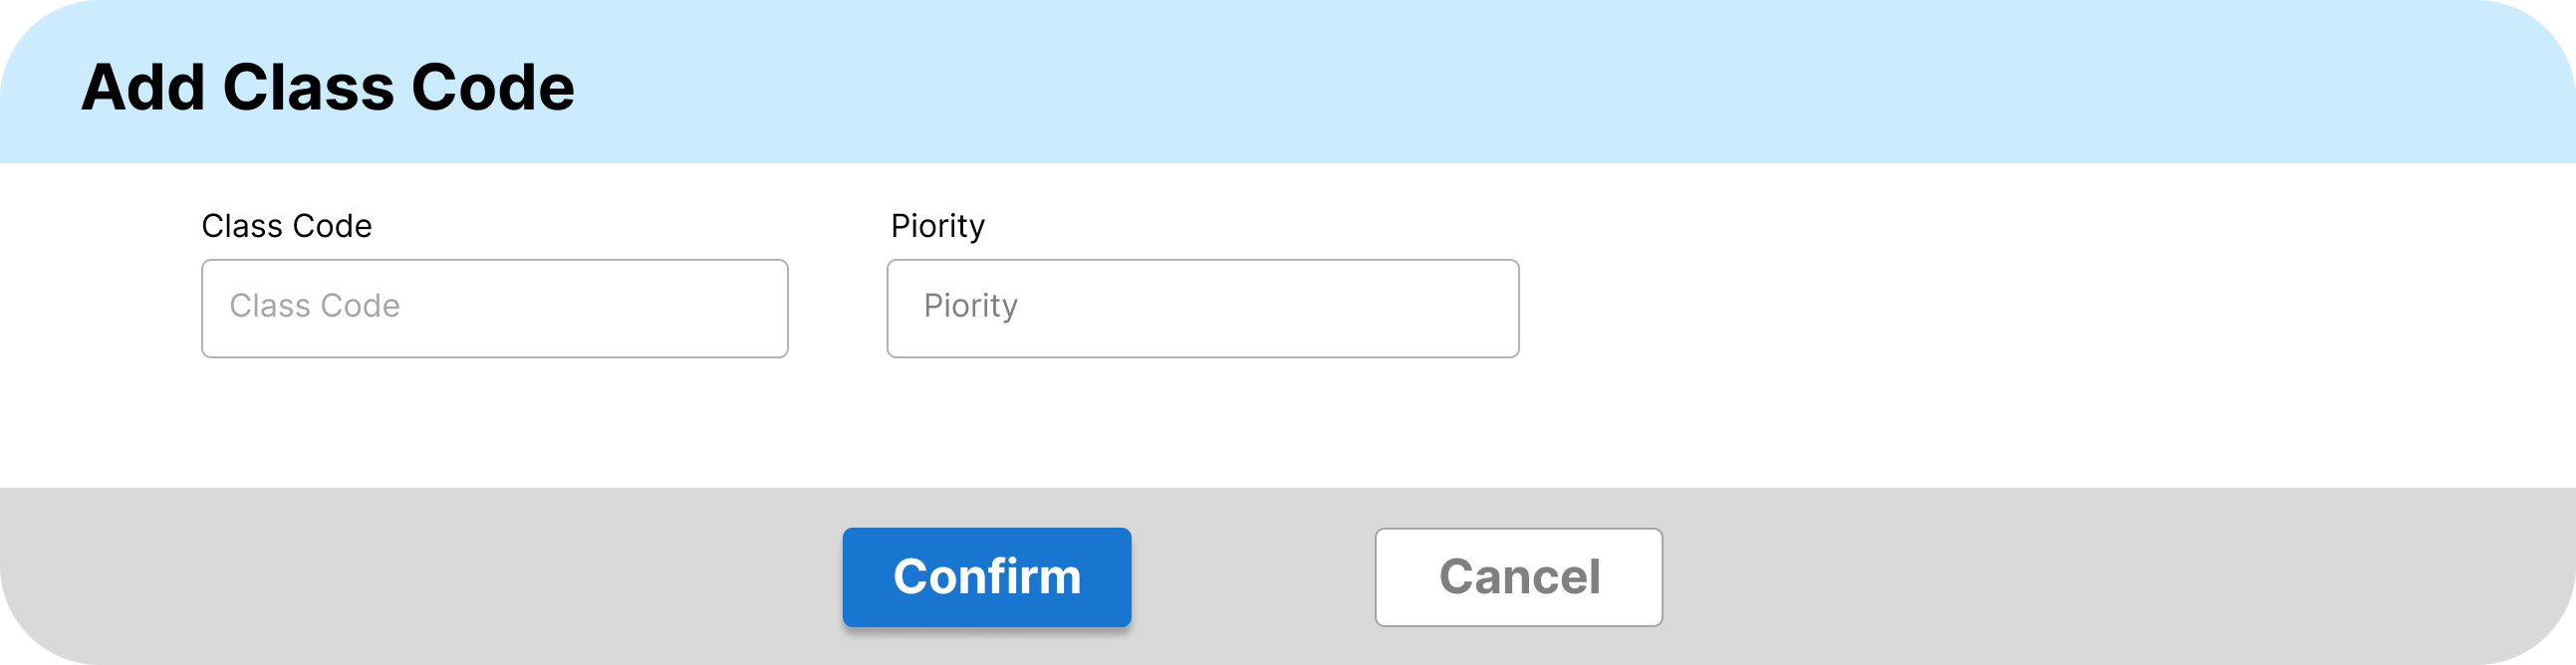 Add Class Code
Class Code
Piority
Class Code
Piority
Confirm
Cancel